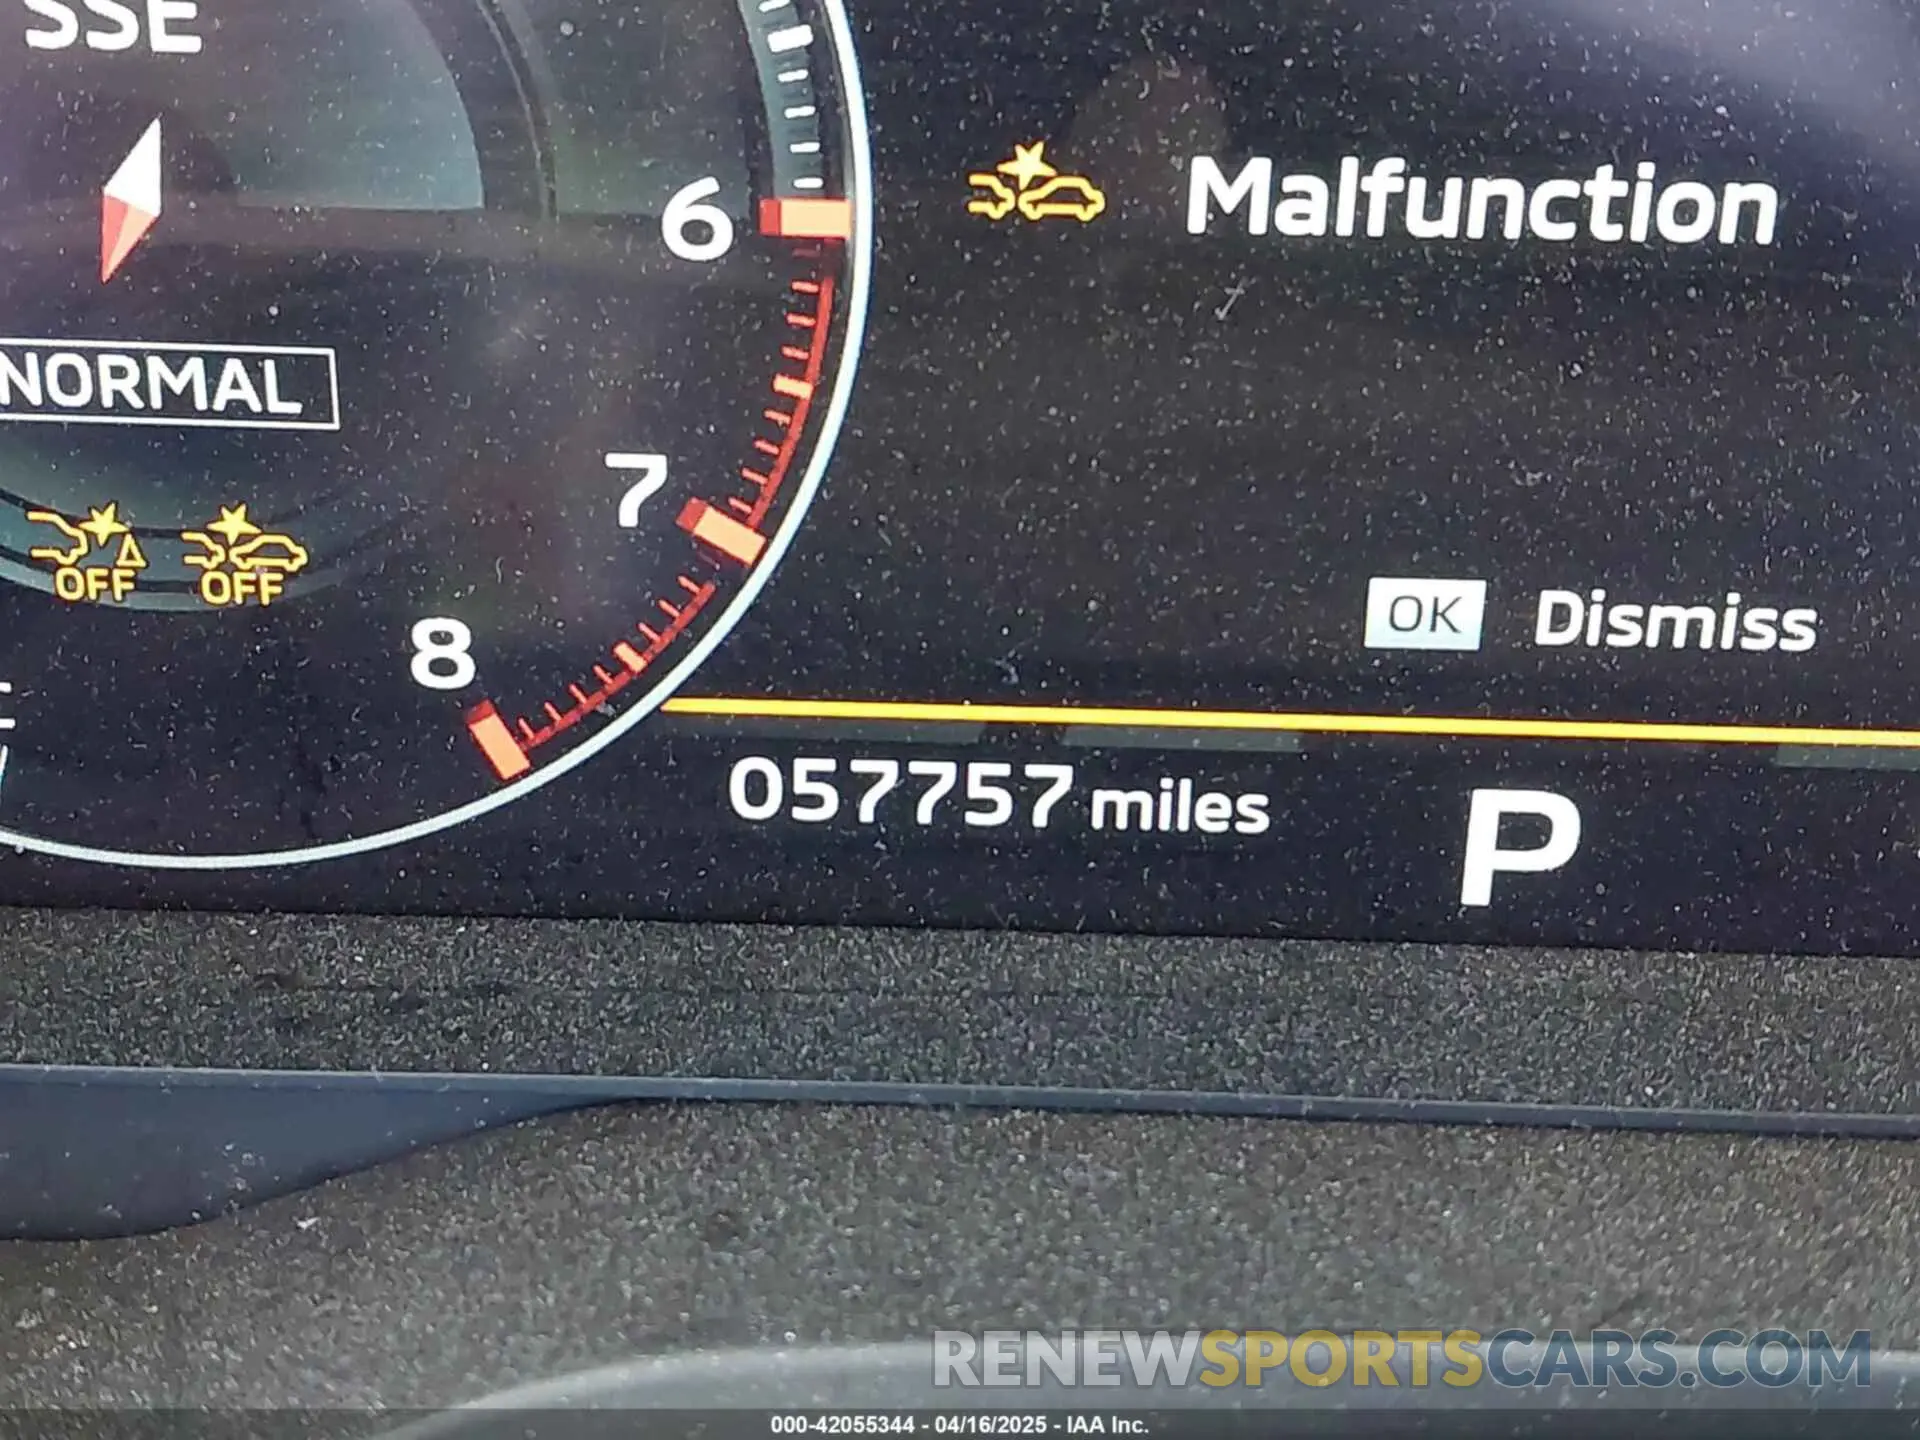 SSE
6
Malfunction
NORMAL
7
OFF
OFF
OK Dismiss
8
057757 miles
P
RENEWSPORTSCARS.COM
000-42055344 - 04/16/2025 - IAA Inc.